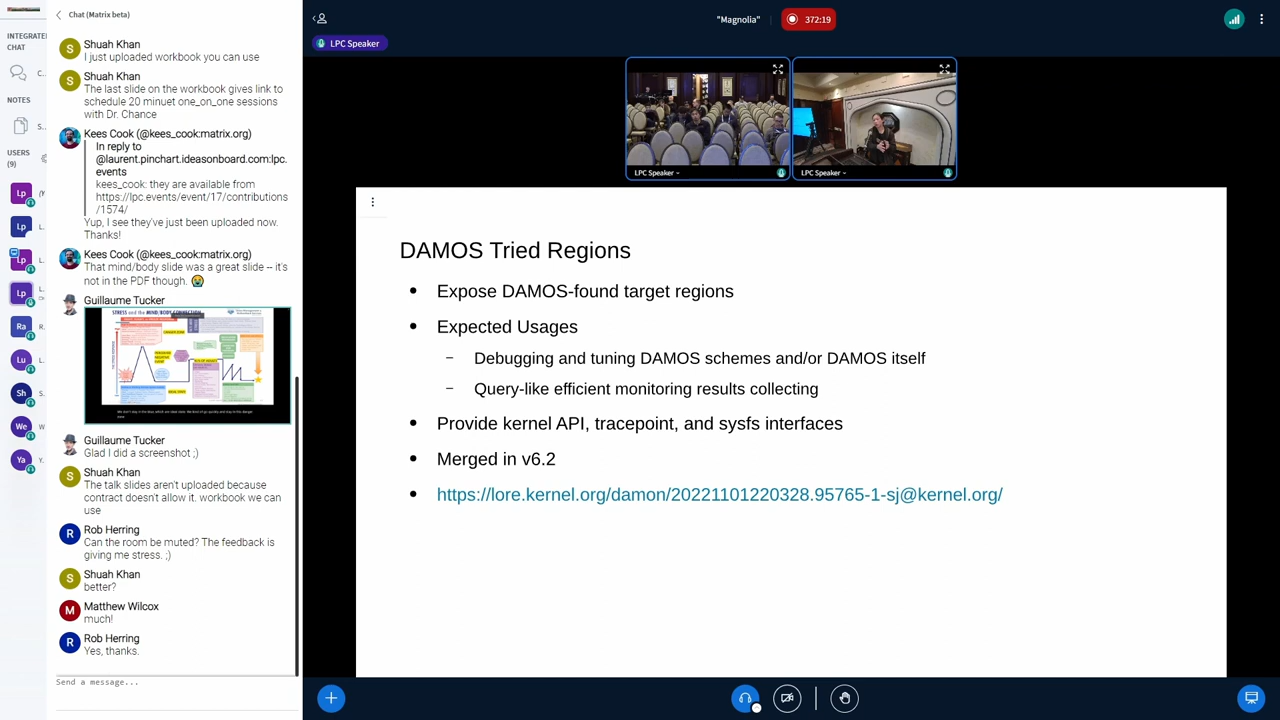 Chat (Matrix beta)
INTEGRATE
CHAT
C..
NOTES
S..
USERS
(9)
Shuah Khan
I just uploaded workbook you can use
Shuah Khan
The last slide on the workbook gives link to
schedule 20 minuet one_on_one sessions
with Dr. Chance
Kees Cook (@kees_cook:matrix.org)
In reply to
@laurent.pinchart.ideasonboard.com:lpc.
events
kees_cook: they are available from
https://lpc.events/event/17/contributions
/1574/
Yup, I see they've just been uploaded now.
Thanks!
Kees Cook (@kees_cook:matrix.org)
That mind/body slide was a great slide -- it's
not in the PDF though. 😭
Guillaume Tucker
STRESS and the MIND/BODY CONNECTION
Guillaume Tucker
Glad I did a screenshot ;)
Shuah Khan
The talk slides aren't uploaded because
contract doesn't allow it. workbook we can
use
Rob Herring
Can the room be muted? The feedback is
giving me stress. ;)
Shuah Khan
better?
Matthew Wilcox
much!
Rob Herring
Yes, thanks.
Send a message...
"Magnolia"
372:19
LPC Speaker
LPC Speaker
LPC Speaker
DAMOS Tried Regions
• Expose DAMOS-found target regions
• Expected Usages
– Debugging and tuning DAMOS schemes and/or DAMOS itself
– Query-like efficient monitoring results collecting
• Provide kernel API, tracepoint, and sysfs interfaces
• Merged in v6.2
• https://lore.kernel.org/damon/20221101220328.95765-1-sj@kernel.org/